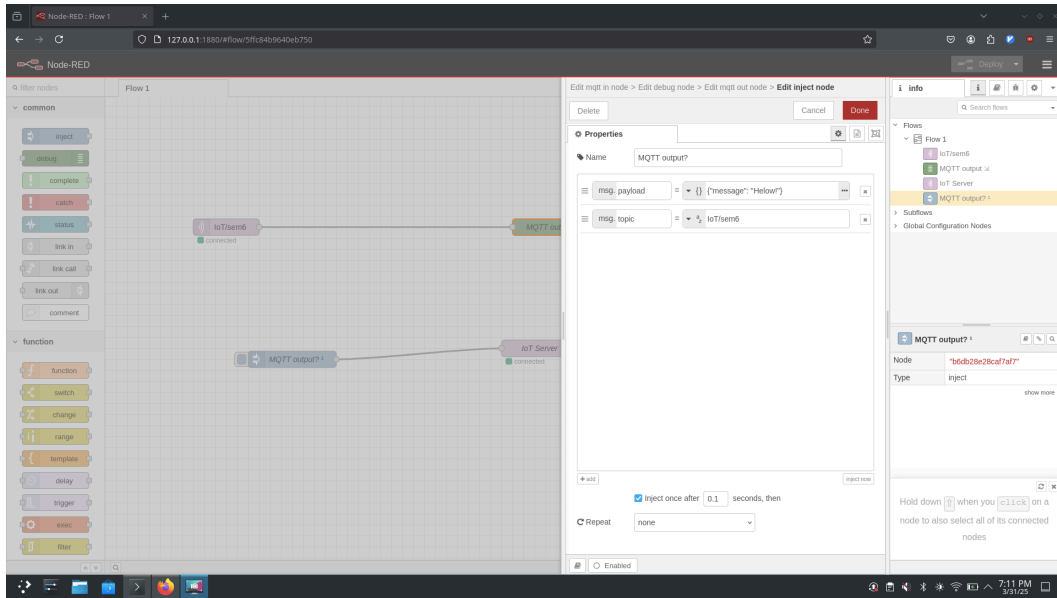 Node-RED : Flow 1
127.0.0.1:1880/#flow/5ffc84b9640eb750
Node-RED
Deploy
filter nodes
common
inject
debug
complete
catch
status
link in
link call
link out
comment
function
function
switch
change
range
template
delay
trigger
exec
filter
Flow 1
IoT/sem6
connected
MQTT out
MQTT output? ¹
IoT Server
connected
Edit mqtt in node > Edit debug node > Edit mqtt out node > Edit inject node
Delete
Cancel
Done
Properties
Name
MQTT output?
msg. payload
=
{}
{"message": "Helow!"}
msg. topic
=
IoT/sem6
add
inject now
Inject once after
0.1
seconds, then
Repeat
none
Enabled
info
Search flows
Flows
Flow 1
IoT/sem6
MQTT output
IoT Server
MQTT output? ¹
Subflows
Global Configuration Nodes
MQTT output? ¹
Node
"b6db28e28caf7af7"
Type
inject
show more
Hold down ⇧ when you click on a
node to also select all of its connected
nodes
7:11 PM
3/31/25